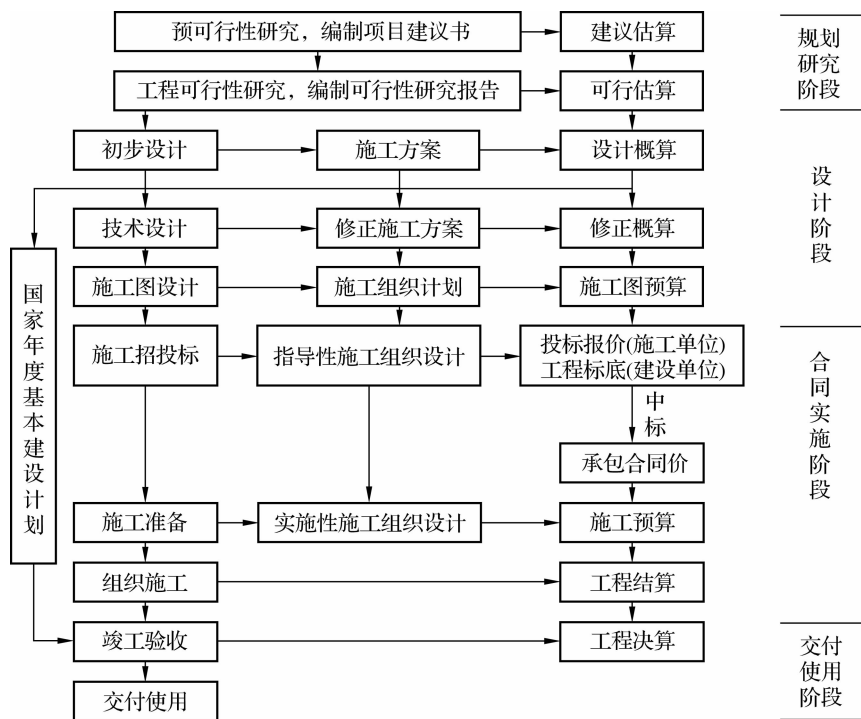 预可行性研究，编制项目建议书
建议估算
规划
研究
阶段
工程可行性研究，编制可行性研究报告
可行估算
初步设计
施工方案
设计概算
设
计
阶
段
技术设计
修正施工方案
修正概算
国
家
年
度
基
本
建
设
计
划
施工图设计
施工组织计划
施工图预算
施工招投标
指导性施工组织设计
投标报价(施工单位)
工程标底(建设单位)
合
同
实
施
阶
段
中
标
承包合同价
施工准备
实施性施工组织设计
施工预算
组织施工
工程结算
竣工验收
工程决算
交付
使用
阶段
交付使用